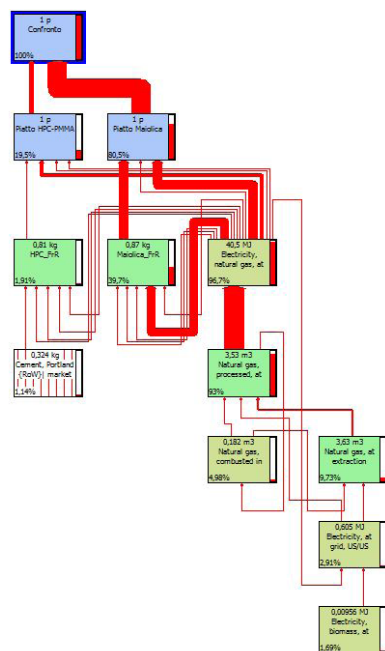 1 p
Confronto
100%
1 p
Piatto HPC-PMMA
19,5%
1 p
Piatto Maiolica
80,5%
0,81 kg
HPC_FrR
1,91%
0,87 kg
Maiolica_FrR
39,7%
40,5 MJ
Electricity,
natural gas, at
96,7%
0,324 kg
Cement, Portland
{RoW}| market
1,14%
3,53 m3
Natural gas,
processed, at
93%
0,182 m3
Natural gas,
combusted in
4,98%
3,63 m3
Natural gas, at
extraction
9,73%
0,605 MJ
Electricity, at
grid, US/US
2,91%
0,00956 MJ
Electricity,
biomass, at
1,69%